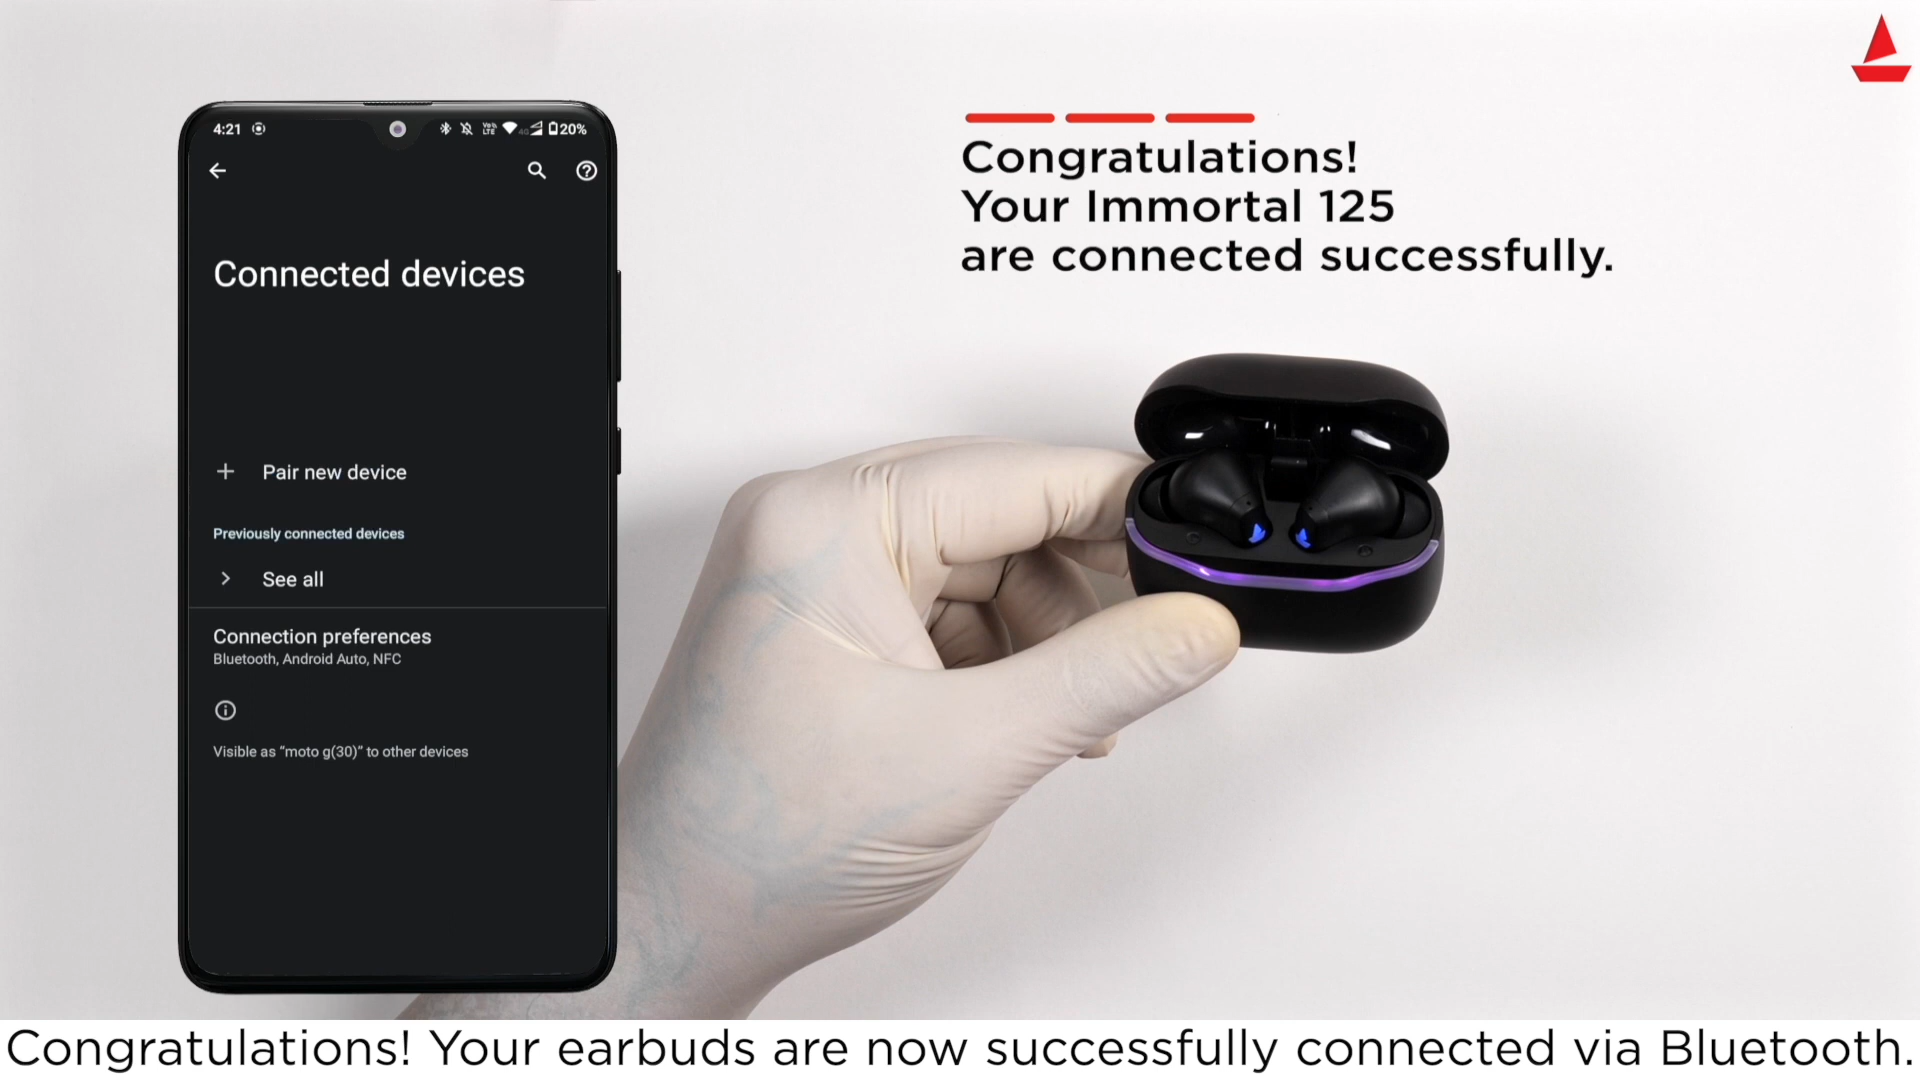 4:21
20%
Connected devices
Pair new device
Previously connected devices
See all
Connection preferences
Bluetooth, Android Auto, NFC
Visible as "moto g(30)" to other devices
Congratulations!
Your Immortal 125
are connected successfully.
Congratulations! Your earbuds are now successfully connected via Bluetooth.